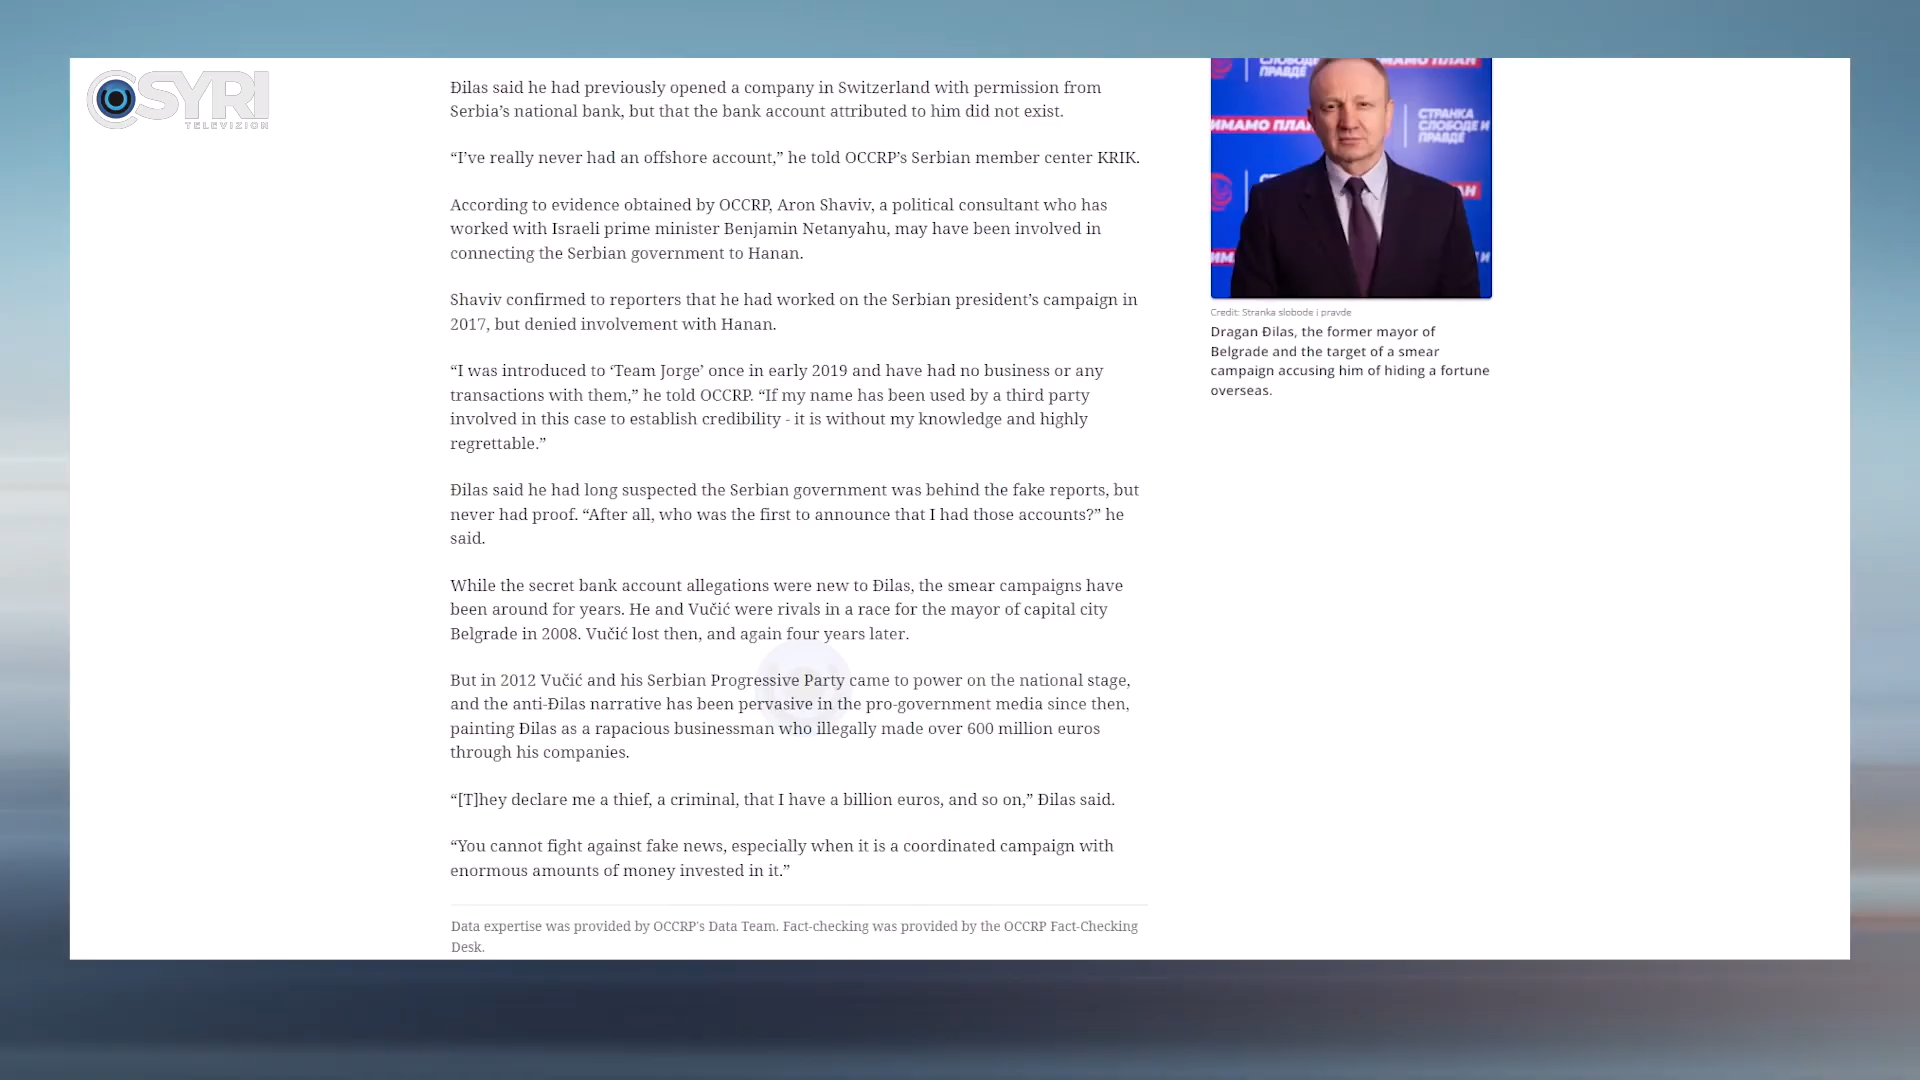 SYRI
TELEVIZION
Đilas said he had previously opened a company in Switzerland with permission from
Serbia’s national bank, but that the bank account attributed to him did not exist.
“I’ve really never had an offshore account,” he told OCCRP’s Serbian member center KRIK.
According to evidence obtained by OCCRP, Aron Shaviv, a political consultant who has
worked with Israeli prime minister Benjamin Netanyahu, may have been involved in
connecting the Serbian government to Hanan.
Shaviv confirmed to reporters that he had worked on the Serbian president’s campaign in
2017, but denied involvement with Hanan.
“I was introduced to ‘Team Jorge’ once in early 2019 and have had no business or any
transactions with them,” he told OCCRP. “If my name has been used by a third party
involved in this case to establish credibility - it is without my knowledge and highly
regrettable.”
Đilas said he had long suspected the Serbian government was behind the fake reports, but
never had proof. “After all, who was the first to announce that I had those accounts?” he
said.
While the secret bank account allegations were new to Đilas, the smear campaigns have
been around for years. He and Vučić were rivals in a race for the mayor of capital city
Belgrade in 2008. Vučić lost then, and again four years later.
But in 2012 Vučić and his Serbian Progressive Party came to power on the national stage,
and the anti-Đilas narrative has been pervasive in the pro-government media since then,
painting Đilas as a rapacious businessman who illegally made over 600 million euros
through his companies.
“[T]hey declare me a thief, a criminal, that I have a billion euros, and so on,” Đilas said.
“You cannot fight against fake news, especially when it is a coordinated campaign with
enormous amounts of money invested in it.”
Data expertise was provided by OCCRP’s Data Team. Fact-checking was provided by the OCCRP Fact-Checking
Desk.
ПРАВДЕ
ИМАМО ПЛАН
СТРАНКА
СЛОБОДЕ И
ПРАВДЕ
Credit: Stranka slobode i pravde
Dragan Đilas, the former mayor of
Belgrade and the target of a smear
campaign accusing him of hiding a fortune
overseas.